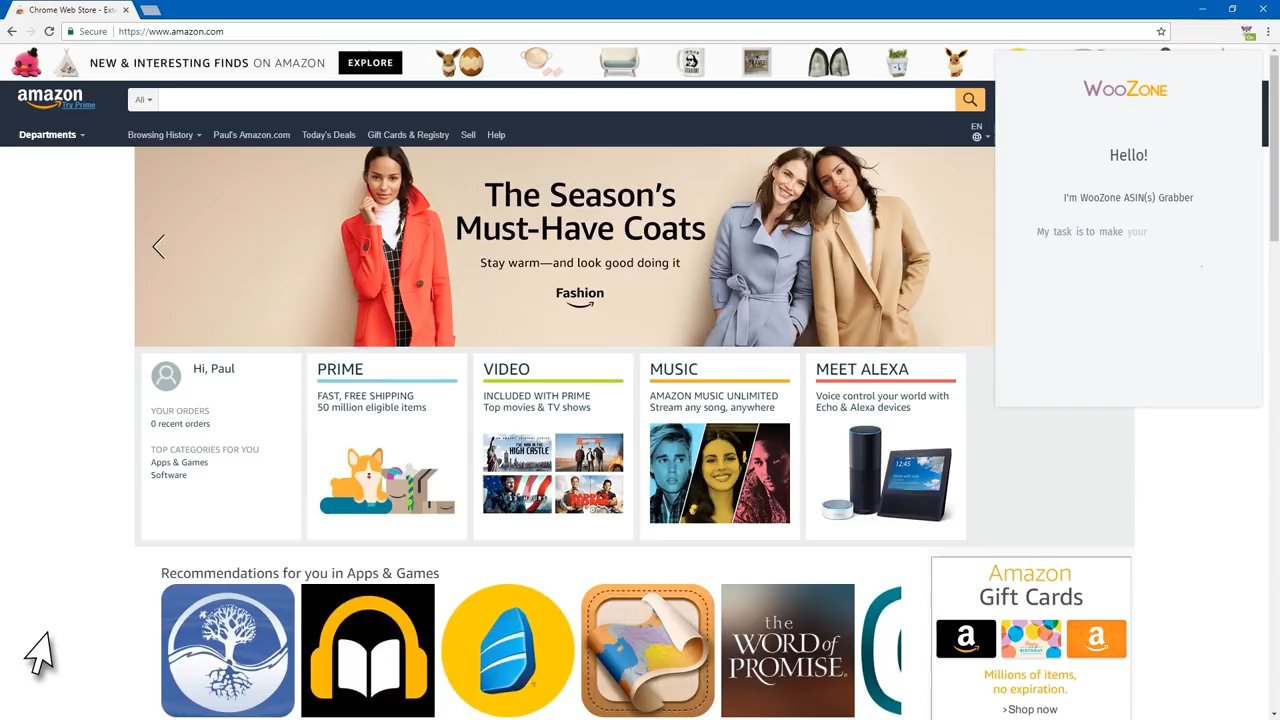 Chrome Web Store - Exte
Secure
https://www.amazon.com
On
NEW & INTERESTING FINDS ON AMAZON
EXPLORE
amazon
Try Prime
All
Departments
Browsing History
Paul's Amazon.com
Today's Deals
Gift Cards & Registry
Sell
Help
EN
WOOZONE
Hello!
I'm WooZone ASIN(s) Grabber
My task is to make your
The Season's
Must-Have Coats
Stay warm—and look good doing it
Fashion
Hi, Paul
YOUR ORDERS
0 recent orders
TOP CATEGORIES FOR YOU
Apps & Games
Software
PRIME
FAST, FREE SHIPPING
50 million eligible items
VIDEO
INCLUDED WITH PRIME
Top movies & TV shows
HIGH CASTLE
MUSIC
AMAZON MUSIC UNLIMITED
Stream any song, anywhere
MEET ALEXA
Voice control your world with
Echo & Alexa devices
12:45
Recommendations for you in Apps & Games
the
WORD of
PROMISE
Amazon
Gift Cards
a
a
Millions of items,
no expiration.
›Shop now